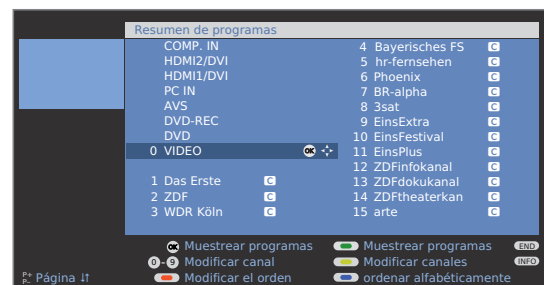 Resumen de programas
COMP. IN
HDMI2/DVI
HDMI1/DVI
PC IN
AVS
DVD-REC
DVD
0 VIDEO OK
1 Das Erste C
2 ZDF C
3 WDR Köln C
4 Bayerisches FS C
5 hr-fernsehen C
6 Phoenix C
7 BR-alpha C
8 3sat C
9 EinsExtra C
10 EinsFestival C
11 EinsPlus C
12 ZDFinfokanal C
13 ZDFdokukanal C
14 ZDFtheaterkan C
15 arte C
OK Muestrear programas
Muestrear programas END
0-9 Modificar canal
Modificar canales INFO
P+ P- Página
Modificar el orden
ordenar alfabéticamente